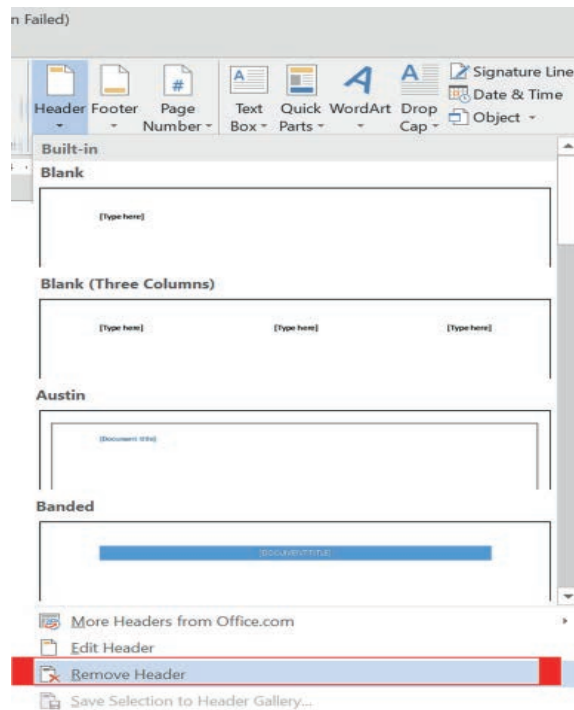 n Failed)
Header Footer Page Number Text Box Quick Parts WordArt Drop Cap Signature Line
Date & Time
Object
Built-in
Blank
[Type here]
Blank (Three Columns)
[Type here] [Type here] [Type here]
Austin
[Document title]
Banded
[DOCUMENT TITLE]
More Headers from Office.com
Edit Header
Remove Header
Save Selection to Header Gallery...